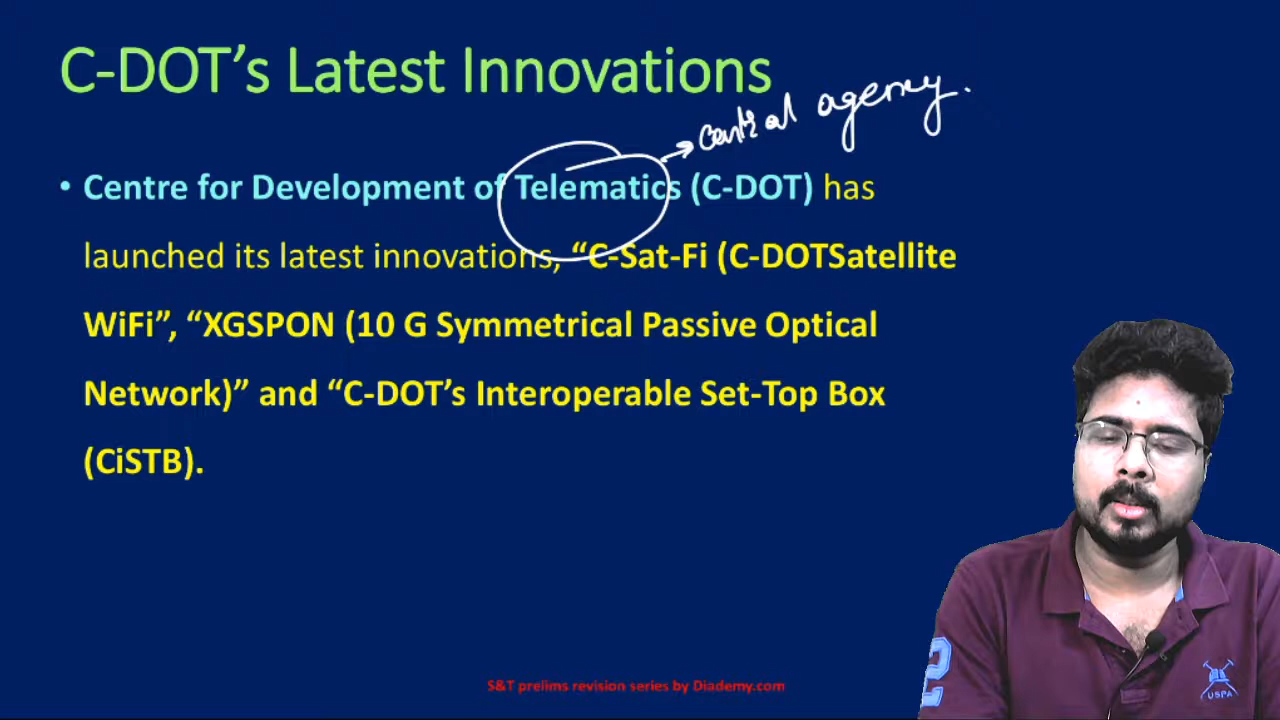 C-DOT’s Latest Innovations
central agency.
• Centre for Development of Telematics (C-DOT) has
launched its latest innovations, “C-Sat-Fi (C-DOTSatellite
WiFi”, “XGSPON (10 G Symmetrical Passive Optical
Network)” and “C-DOT’s Interoperable Set-Top Box
(CiSTB).
2
USPA
S&T prelims revision series by Diademy.com